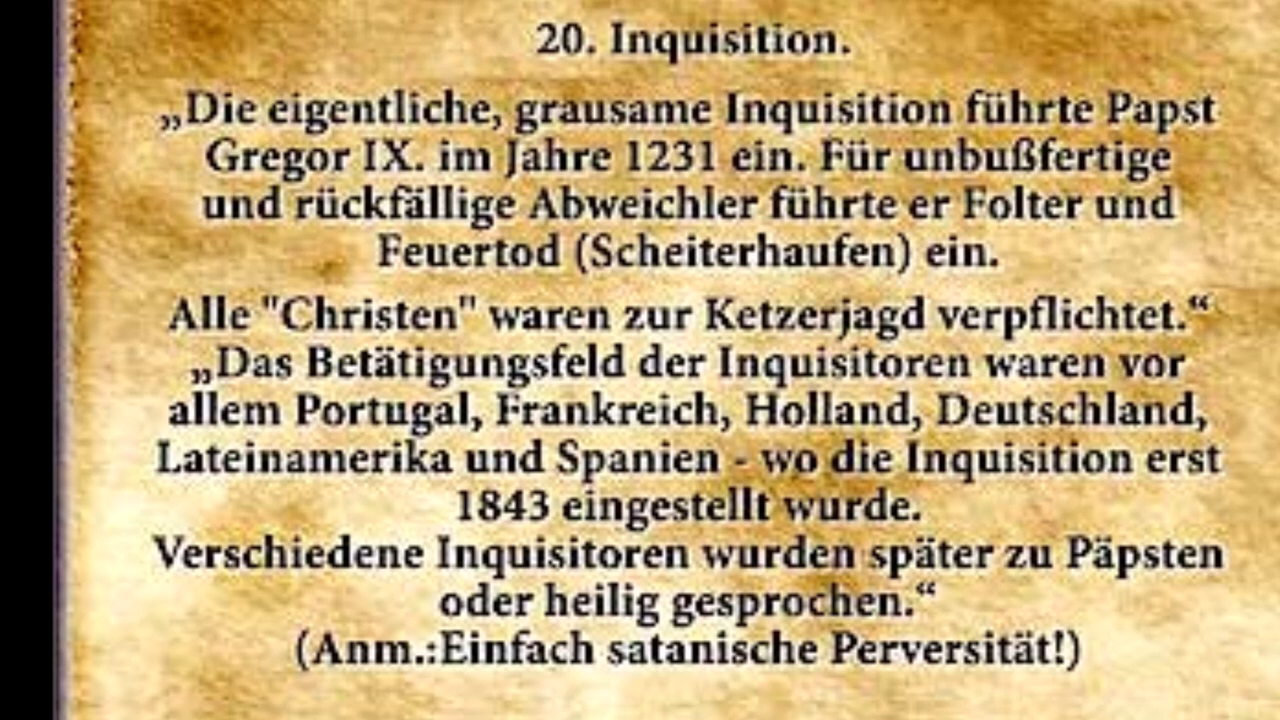 20. Inquisition.
„Die eigentliche, grausame Inquisition führte Papst
Gregor IX. im Jahre 1231 ein. Für unbußfertige
und rückfällige Abweichler führte er Folter und
Feuertod (Scheiterhaufen) ein.
Alle "Christen" waren zur Ketzerjagd verpflichtet.“
„Das Betätigungsfeld der Inquisitoren waren vor
allem Portugal, Frankreich, Holland, Deutschland,
Lateinamerika und Spanien - wo die Inquisition erst
1843 eingestellt wurde.
Verschiedene Inquisitoren wurden später zu Päpsten
oder heilig gesprochen.“
(Anm.:Einfach satanische Perversität!)